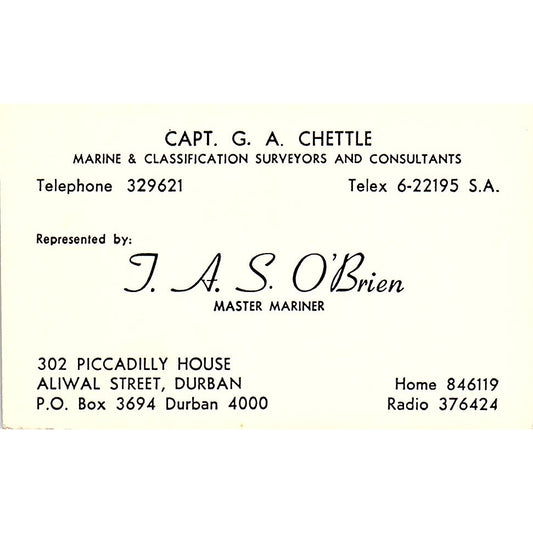 CAPT. G. A. CHETTLE
MARINE & CLASSIFICATION SURVEYORS AND CONSULTANTS
Telephone 329621 Telex 6-22195 S.A.
Represented by:
T. A. S. O'Brien
MASTER MARINER
302 PICCADILLY HOUSE
ALIWAL STREET, DURBAN Home 846119
P.O. Box 3694 Durban 4000 Radio 376424